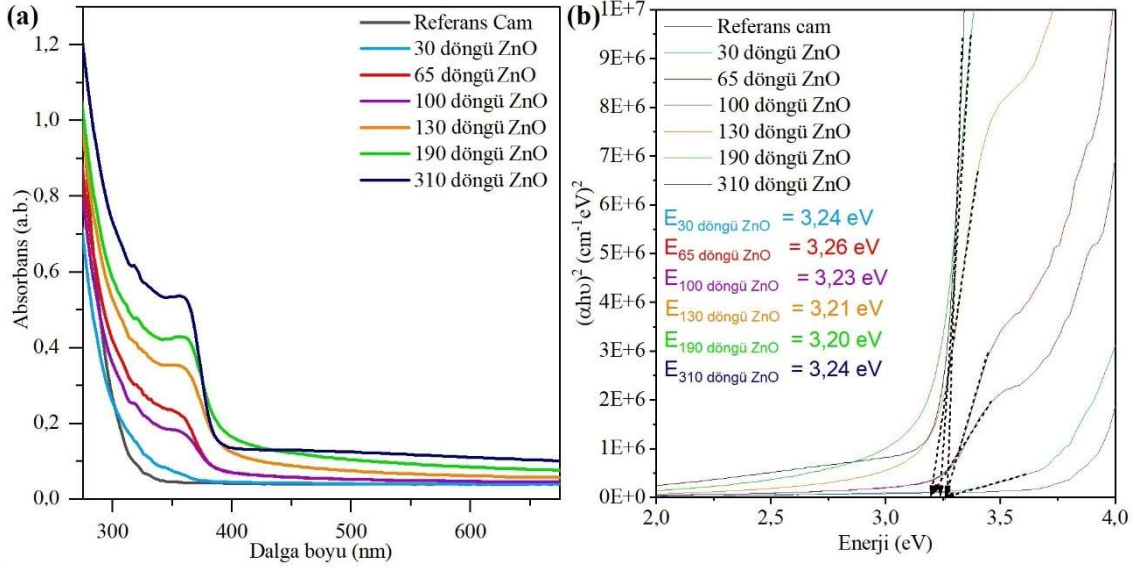 (a)
Absorbans (a.b.)
1,2
1.0
0.8
0.6
0.4
0.2
0.0
300
400
500
600
Dalga boyu (nm)
Referans Cam
30 döngü ZnO
65 döngü ZnO
100 döngü ZnO
130 döngü ZnO
190 döngü ZnO
310 döngü ZnO
(b)
(αhυ)² (cm⁻¹eV)²
1E+7
9E+6
8E+6
7E+6
6E+6
5E+6
4E+6
3E+6
2E+6
1E+6
0E+0
2,0
2,5
3,0
3,5
4,0
Enerji (eV)
Referans cam
30 döngü ZnO
65 döngü ZnO
100 döngü ZnO
130 döngü ZnO
190 döngü ZnO
310 döngü ZnO
E30 döngü ZnO = 3,24 eV
E65 döngü ZnO = 3,26 eV
E100 döngü ZnO = 3,23 eV
E130 döngü ZnO = 3,21 eV
E190 döngü ZnO = 3,20 eV
E310 döngü ZnO = 3,24 eV